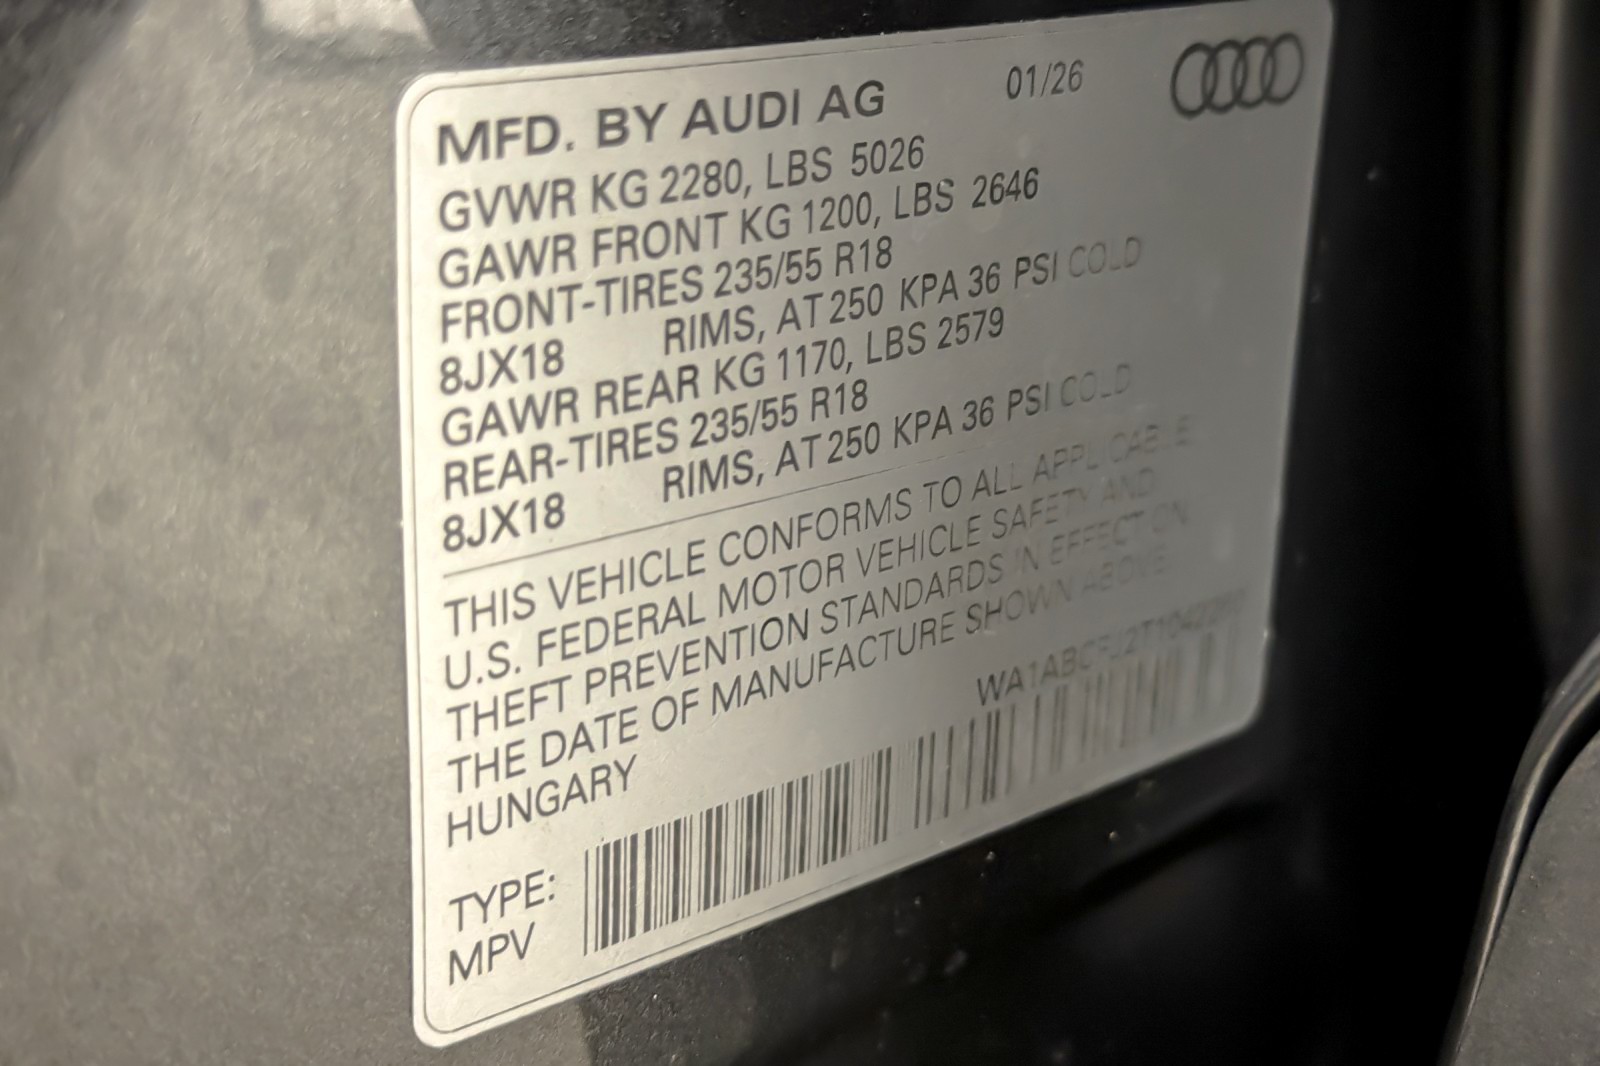 MFD. BY AUDI AG 01/26
GVWR KG 2280, LBS 5026
GAWR FRONT KG 1200, LBS 2646
FRONT-TIRES 235/55 R18
8JX18 RIMS, AT 250 KPA 36 PSI COLD
GAWR REAR KG 1170, LBS 2579
REAR-TIRES 235/55 R18
8JX18 RIMS, AT 250 KPA 36 PSI COLD
THIS VEHICLE CONFORMS TO ALL APPLICABLE
U.S. FEDERAL MOTOR VEHICLE SAFETY AND
THEFT PREVENTION STANDARDS IN EFFECT ON
THE DATE OF MANUFACTURE SHOWN ABOVE.
HUNGARY
TYPE:
MPV